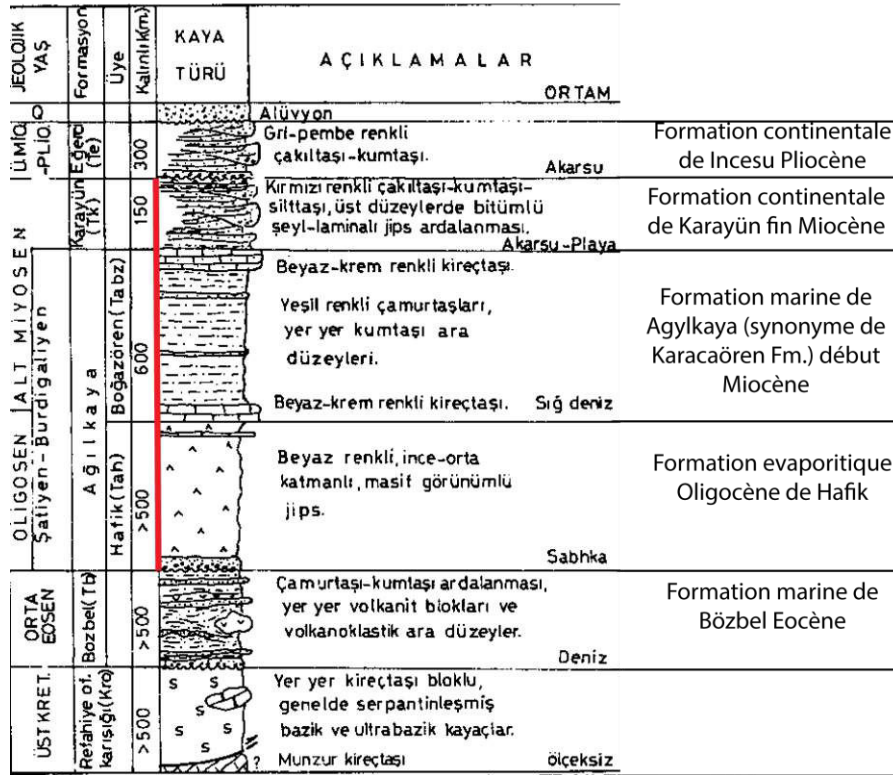 JEOLOJİK YAŞ
Formasyon
Üye
Kalınlık(m.)
KAYA TÜRÜ
AÇIKLAMALAR
ORTAM
Q
Alüvyon
ÜMİO.-PLİO.
Eğerci (Te)
300
Gri-pembe renkli
çakıltaşı-kumtaşı.
Akarsu
Formation continentale
de Incesu Pliocène
Karayün (Tk)
150
Kırmızı renkli çakıltaşı-kumtaşı-
silttaşı, üst düzeylerde bitümlü
şeyl-laminalı jips ardalanması.
Akarsu-Playa
Formation continentale
de Karayün fin Miocène
OLİGOSEN
ALT MİYOSEN
Şatiyen-Burdigaliyen
Ağılkaya
Boğazören (Tabz)
600
Beyaz-krem renkli kireçtaşı.
Yeşil renkli çamurtaşları,
yer yer kumtaşı ara
düzeyleri.
Beyaz-krem renkli kireçtaşı.
Sığ deniz
Formation marine de
Agylkaya (synonyme de
Karacaören Fm.) début
Miocène
Hafik (Tah)
>500
Beyaz renkli, ince-orta
katmanlı, masif görünümlü
jips.
Sabhka
Formation evaporitique
Oligocène de Hafik
ORTA EOSEN
Bozbel (Tb)
>500
Çamurtaşı-kumtaşı ardalanması,
yer yer volkanit blokları ve
volkanoklastik ara düzeyler.
Deniz
Formation marine de
Bözbel Eocène
ÜST KRET.
Refahiye of. karışığı (Kro)
>500
S S
S
S S
S
S S
?
Yer yer kireçtaşı bloklu,
genelde serpantinleşmiş
bazik ve ultrabazik kayaçlar.
Munzur kireçtaşı
ölçeksiz